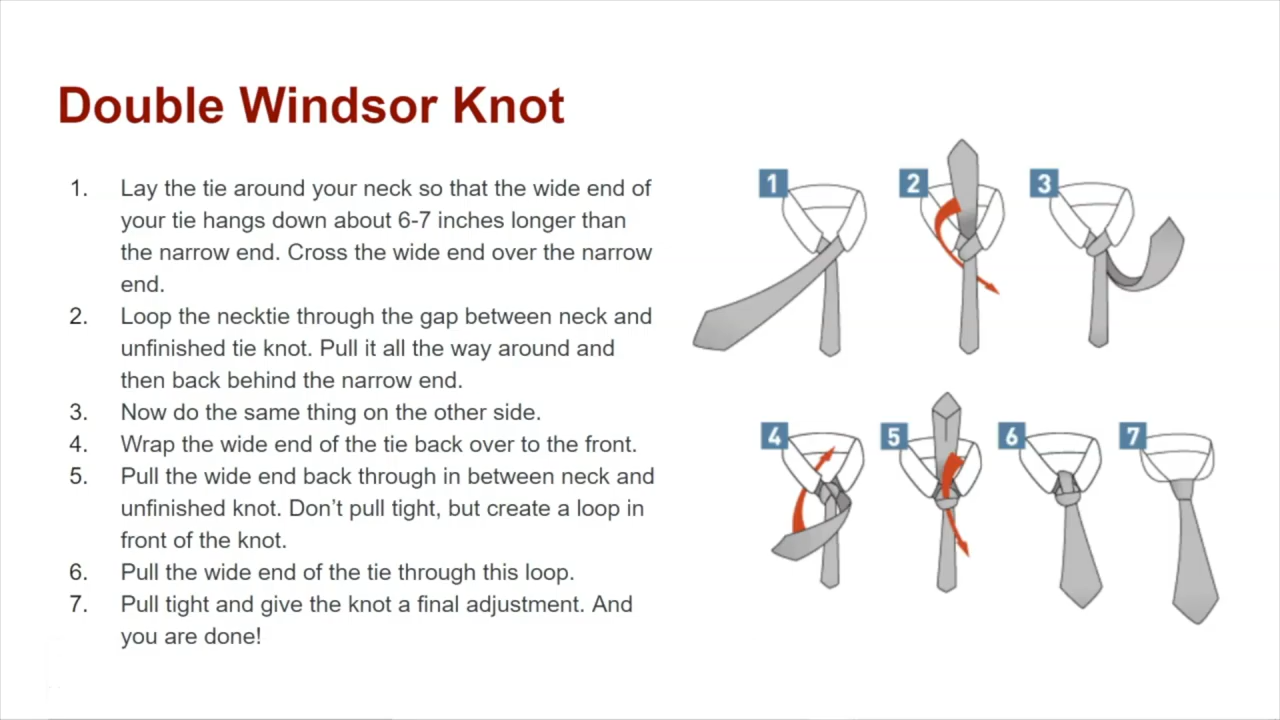 Double Windsor Knot
1. Lay the tie around your neck so that the wide end of
your tie hangs down about 6-7 inches longer than
the narrow end. Cross the wide end over the narrow
end.
2. Loop the necktie through the gap between neck and
unfinished tie knot. Pull it all the way around and
then back behind the narrow end.
3. Now do the same thing on the other side.
4. Wrap the wide end of the tie back over to the front.
5. Pull the wide end back through in between neck and
unfinished knot. Don’t pull tight, but create a loop in
front of the knot.
6. Pull the wide end of the tie through this loop.
7. Pull tight and give the knot a final adjustment. And
you are done!
1 2 3
4 5 6 7